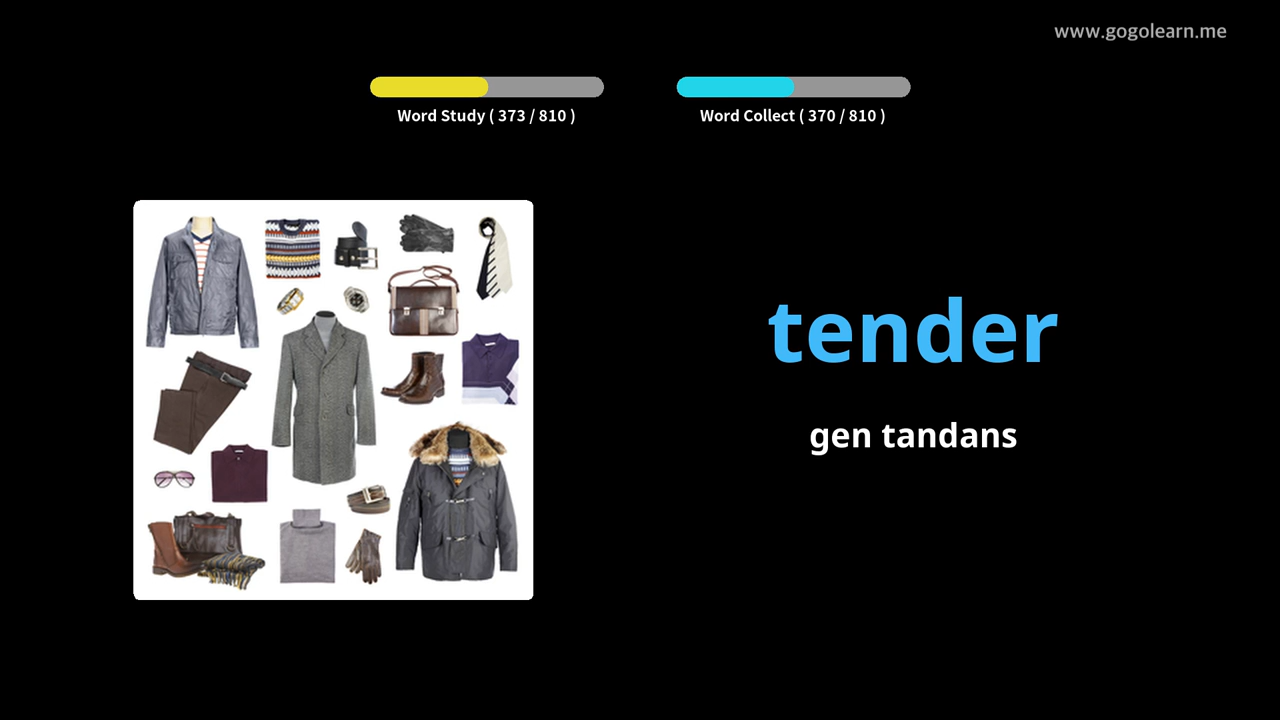 www.gogolearn.me
Word Study ( 373 / 810 )
Word Collect ( 370 / 810 )
tender
gen tandans